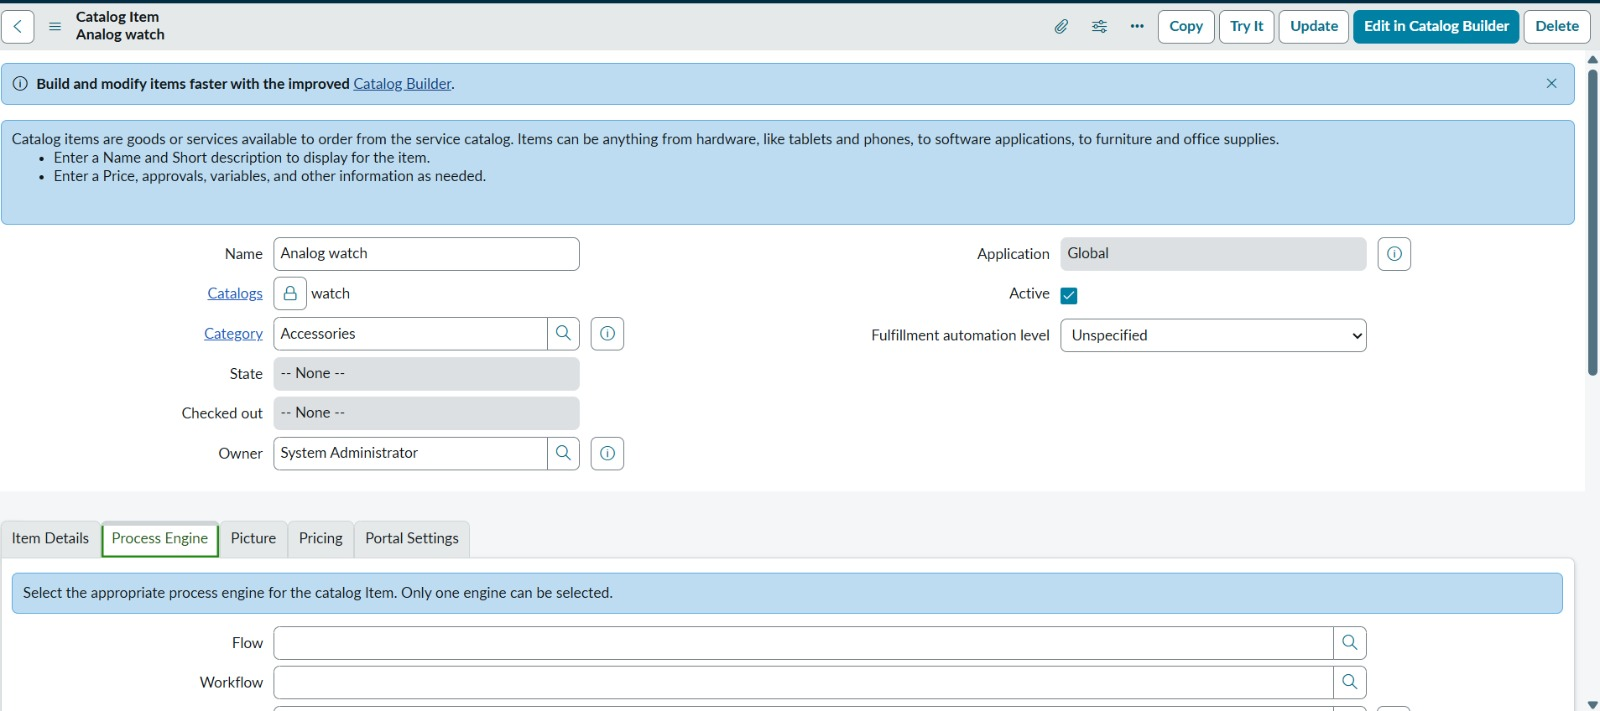 Catalog Item
Analog watch
Copy
Try It
Update
Edit in Catalog Builder
Delete
Build and modify items faster with the improved Catalog Builder.
Catalog items are goods or services available to order from the service catalog. Items can be anything from hardware, like tablets and phones, to software applications, to furniture and office supplies.
• Enter a Name and Short description to display for the item.
• Enter a Price, approvals, variables, and other information as needed.
Name Analog watch
Application Global
Catalogs watch
Active
Category Accessories
Fulfillment automation level Unspecified
State -- None --
Checked out -- None --
Owner System Administrator
Item Details
Process Engine
Picture
Pricing
Portal Settings
Select the appropriate process engine for the catalog Item. Only one engine can be selected.
Flow
Workflow